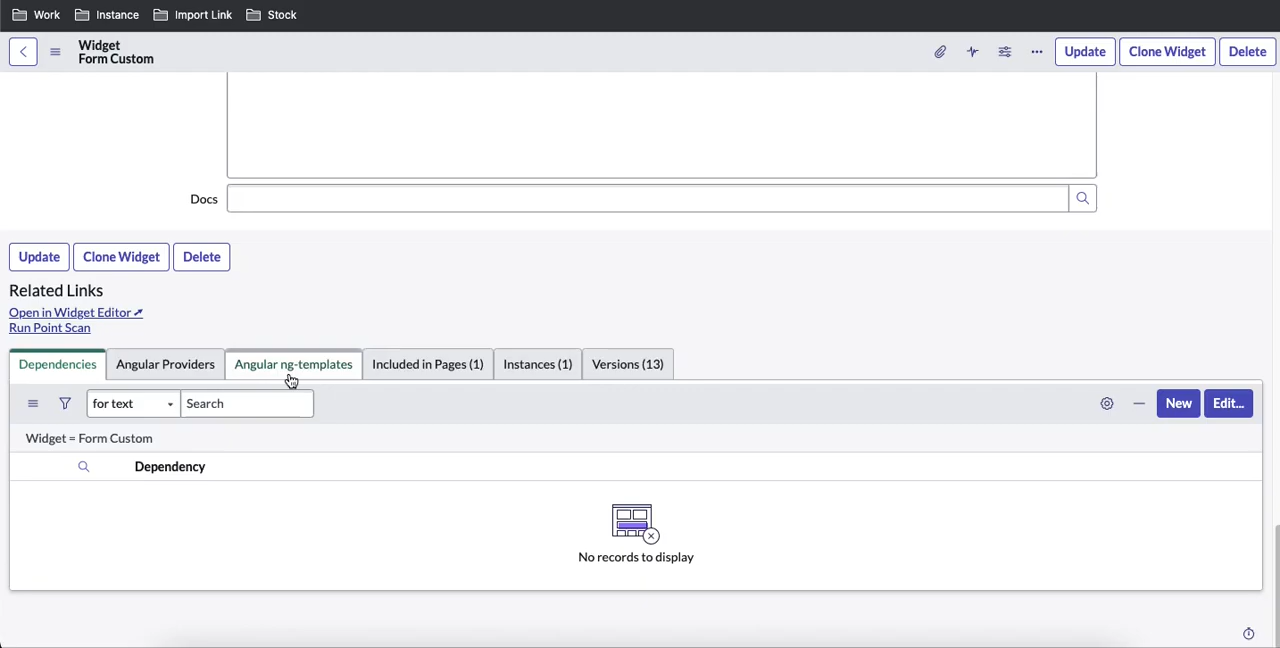 Work Instance Import Link Stock
Widget
Form Custom
Update Clone Widget Delete
Docs
Update Clone Widget Delete
Related Links
Open in Widget Editor
Run Point Scan
Dependencies Angular Providers Angular ng-templates Included in Pages (1) Instances (1) Versions (13)
for text Search New Edit...
Widget = Form Custom
Dependency
No records to display